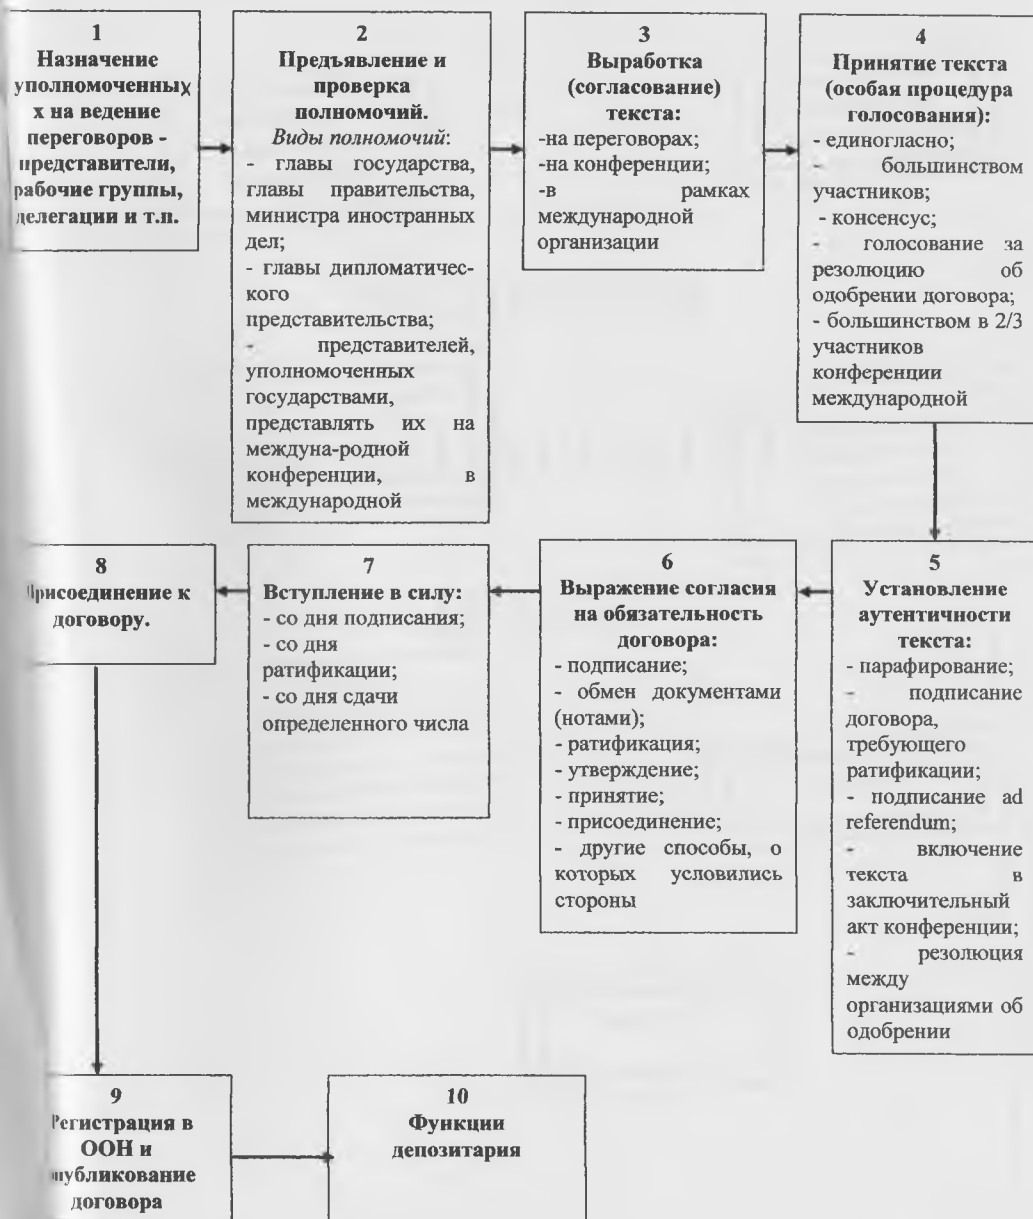 1
Назначение
уполномоченных
х на ведение
переговоров -
представители,
рабочие группы,
делегации и т.п.
2
Предъявление и
проверка
полномочий.
Виды полномочий:
- главы государства,
главы правительства,
министра иностранных
дел;
- главы дипломатичес-
кого
представительства;
- представителей,
уполномоченных
государствами,
представлять их на
междуна-родной
конференции, в
международной
3
Выработка
(согласование)
текста:
-на переговорах;
-на конференции;
-в рамках
международной
организации
4
Принятие текста
(особая процедура
голосования):
- единогласно;
- большинством
участников;
- консенсус;
- голосование за
резолюцию об
одобрении договора;
- большинством в 2/3
участников
конференции
международной
5
Установление
аутентичности
текста:
- парафирование;
- подписание
договора,
требующего
ратификации;
- подписание ad
referendum;
- включение
текста в
заключительный
акт конференции;
- резолюция
между
организациями об
одобрении
6
Выражение согласия
на обязательность
договора:
- подписание;
- обмен документами
(нотами);
- ратификация;
- утверждение;
- принятие;
- присоединение;
- другие способы, о
которых условились
стороны
7
Вступление в силу:
- со дня подписания;
- со дня
ратификации;
- со дня сдачи
определенного числа
8
Присоединение к
договору.
9
Регистрация в
ООН и
публикование
договора
10
Функции
депозитария